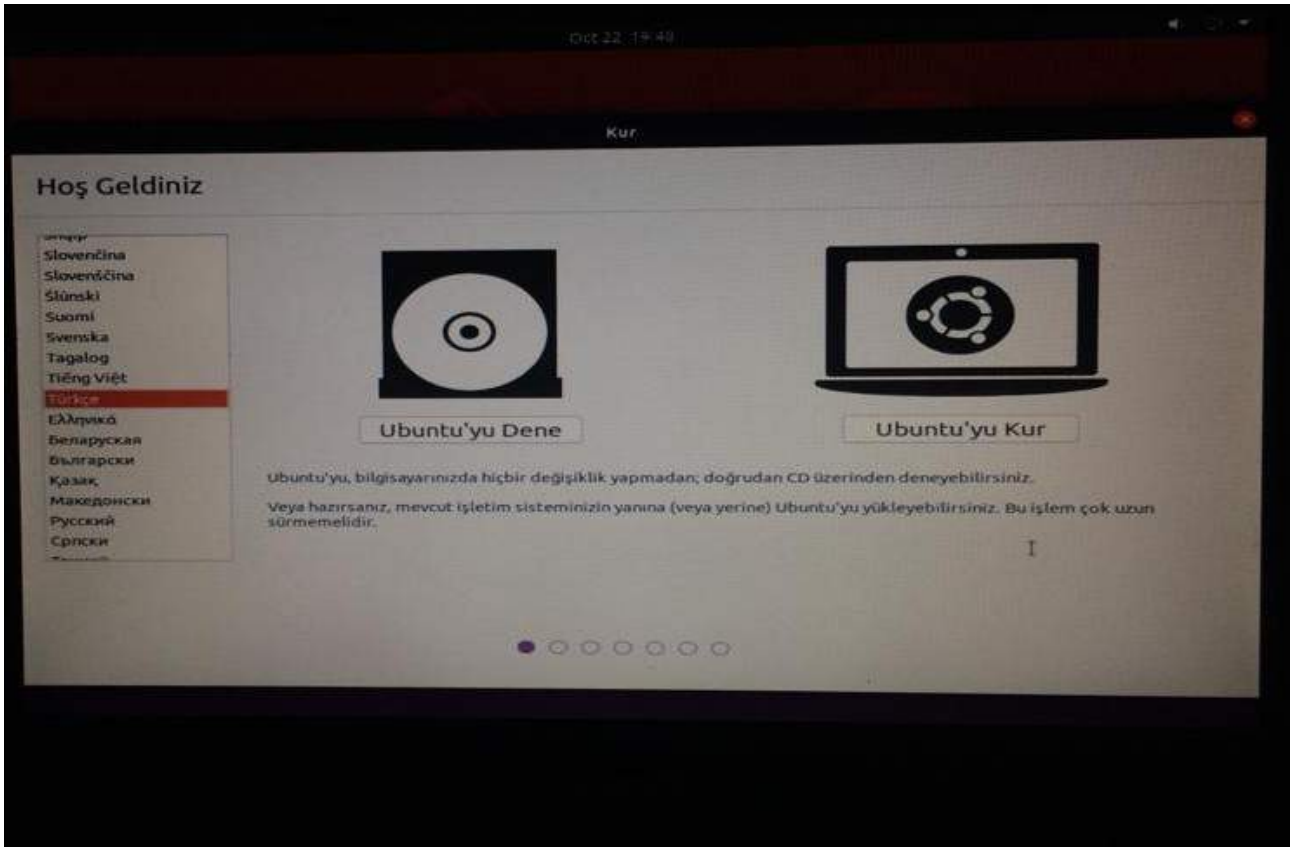 Oct 22 19:48
Kur
Hoş Geldiniz
Slovenčina
Slovenščina
Ślůnski
Suomi
Svenska
Tagalog
Tiếng Việt
Türkçe
Ελληνικά
Беларуская
Български
Қазақ
Македонски
Русский
Српски
Ubuntu'yu Dene
Ubuntu'yu Kur
Ubuntu'yu, bilgisayarınızda hiçbir değişiklik yapmadan; doğrudan CD üzerinden deneyebilirsiniz.
Veya hazırsanız, mevcut işletim sisteminizin yanına (veya yerine) Ubuntu'yu yükleyebilirsiniz. Bu işlem çok uzun
sürmemelidir.